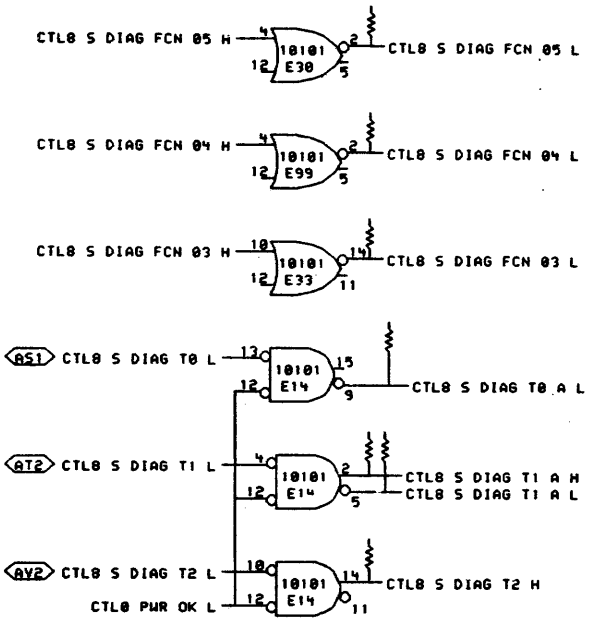 CTL8 S DIAG FCN 05 H 4 10101 2 CTL8 S DIAG FCN 05 L
12 E30 5
CTL8 S DIAG FCN 04 H 4 10101 2 CTL8 S DIAG FCN 04 L
12 E99 5
CTL8 S DIAG FCN 03 H 10 10101 14 CTL8 S DIAG FCN 03 L
12 E33 11
AS1 CTL8 S DIAG T0 L 13 10101 15
12 E14 9 CTL8 S DIAG T0 A L
AT2 CTL8 S DIAG T1 L 4 10101 2 CTL8 S DIAG T1 A H
12 E14 5 CTL8 S DIAG T1 A L
AV2 CTL8 S DIAG T2 L 10 10101 14 CTL8 S DIAG T2 H
CTL0 PWR OK L 12 E14 11